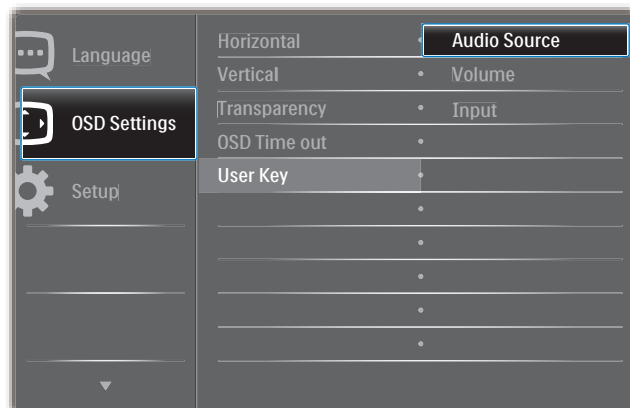 Language
OSD Settings
Setup
Horizontal
Vertical
Transparency
OSD Time out
User Key
Audio Source
Volume
Input